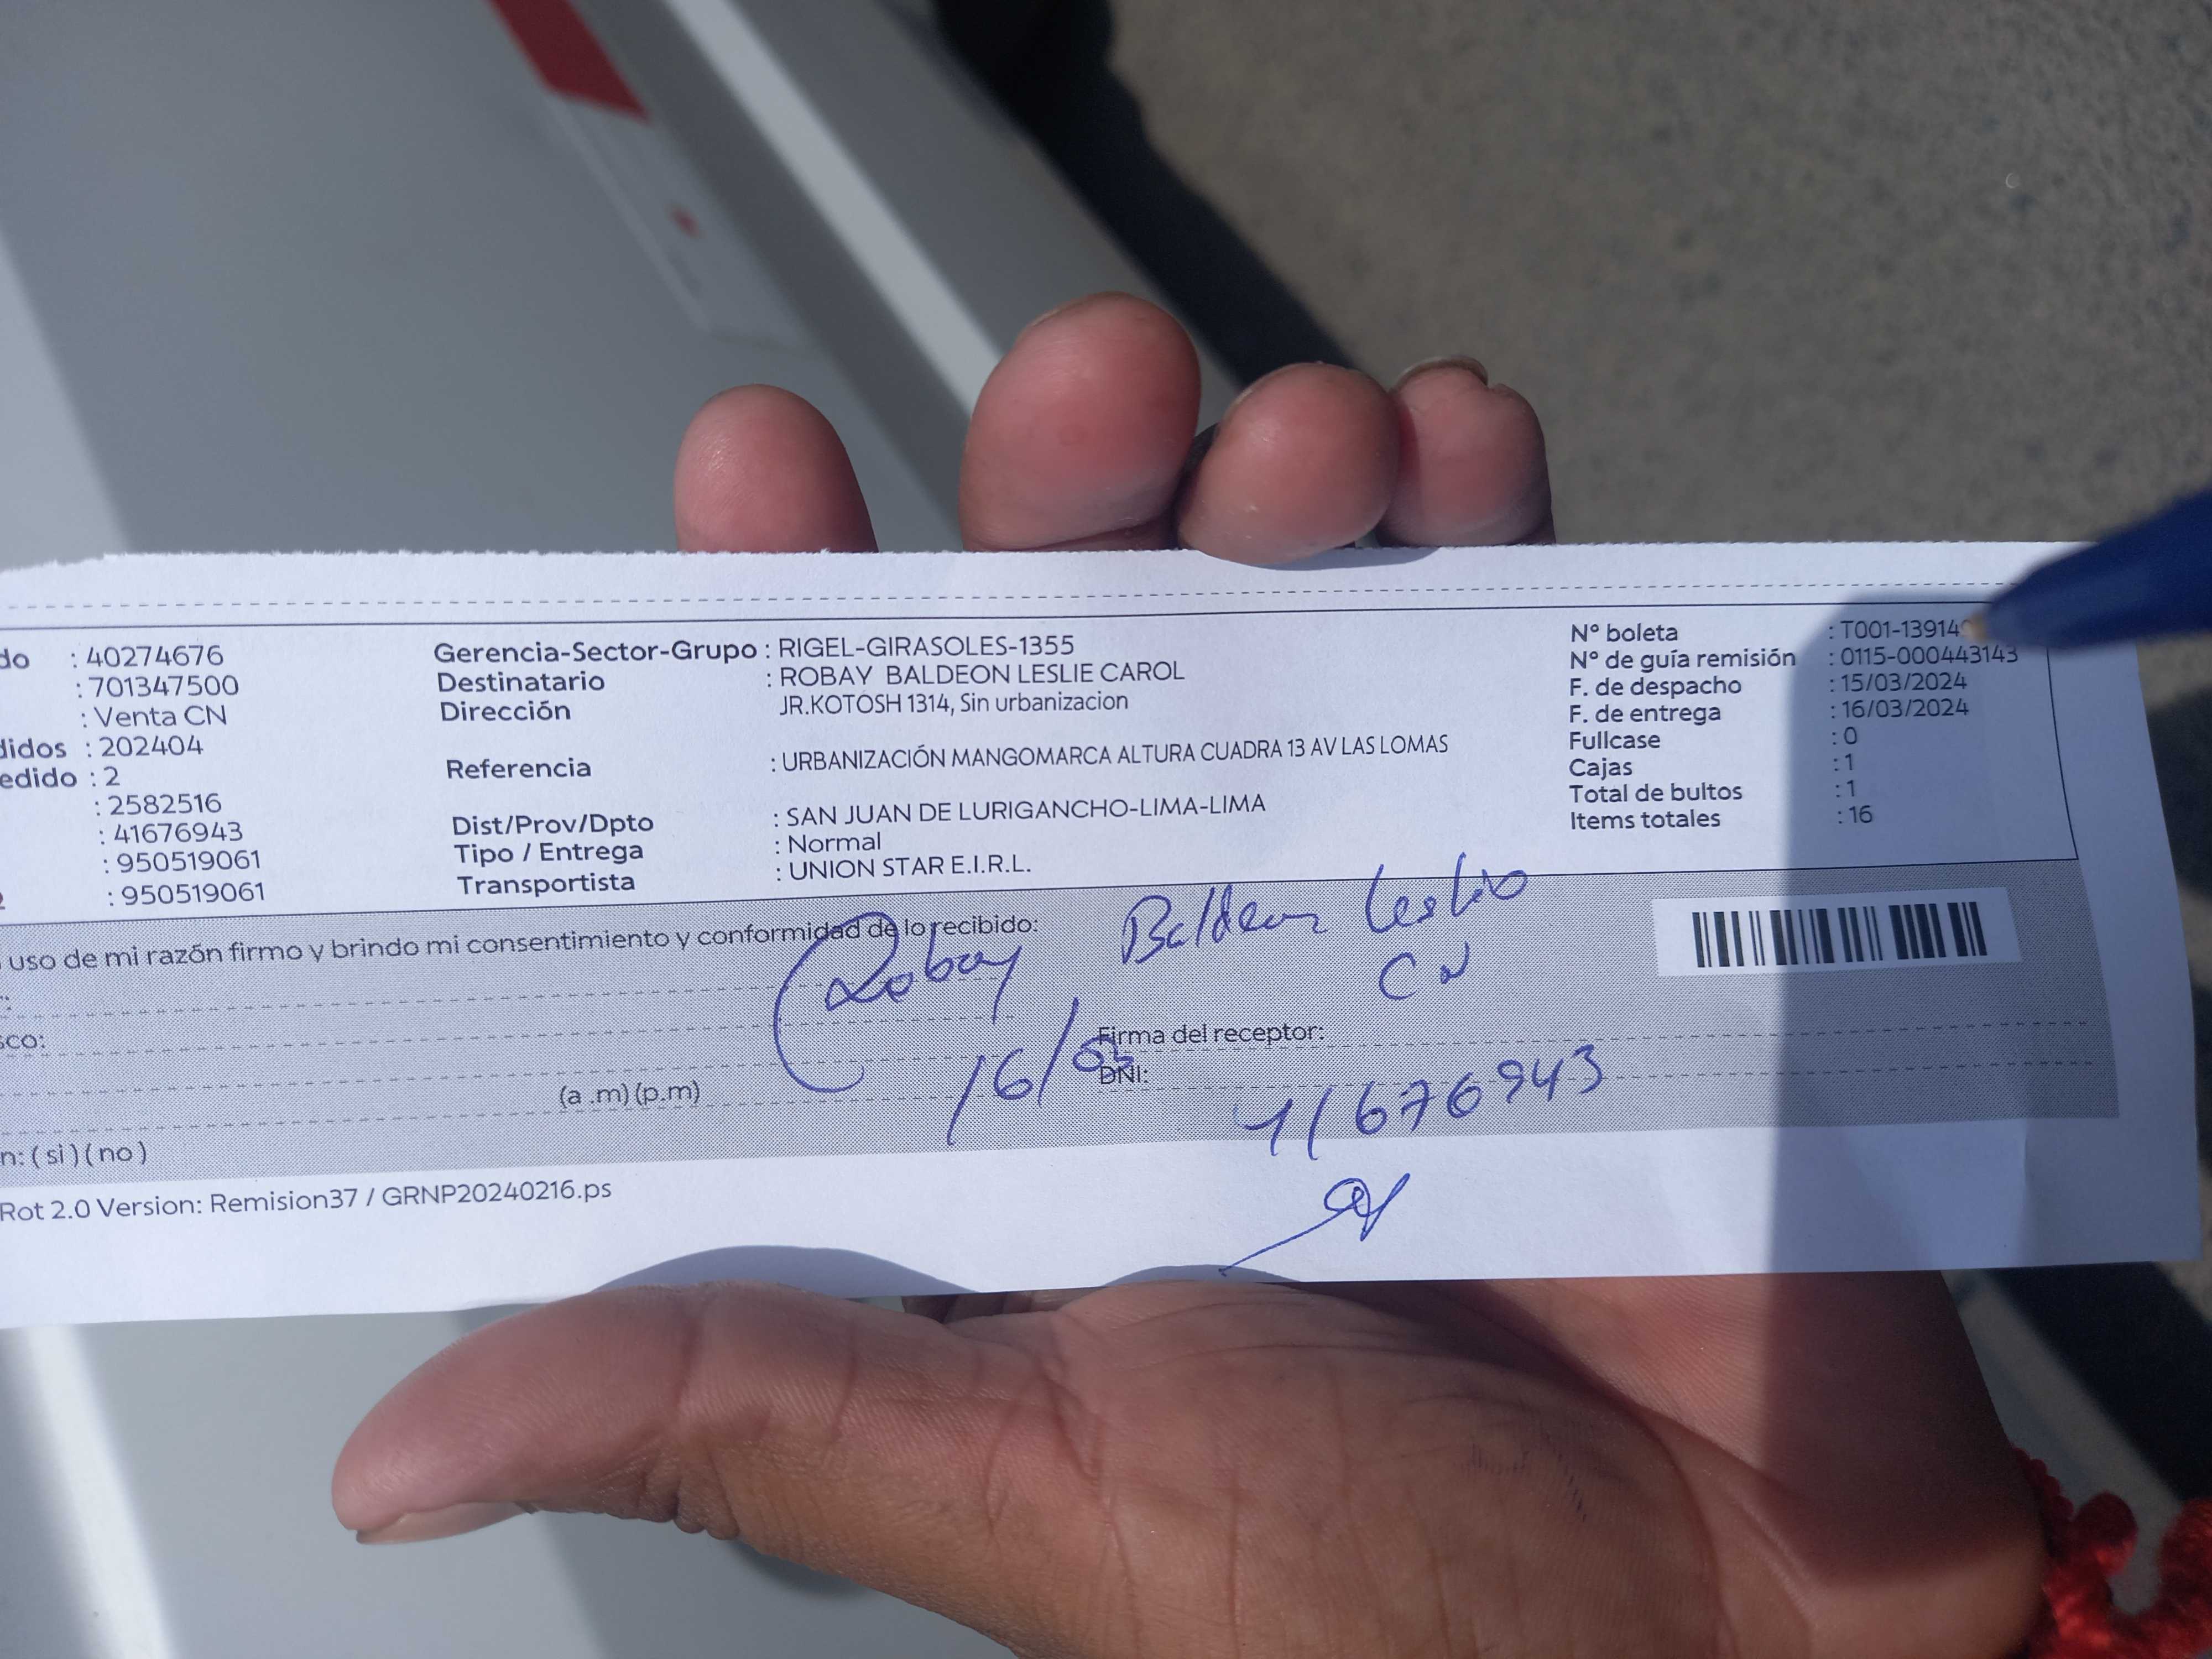 do : 40274676
: 701347500
: Venta CN
didos : 202404
edido : 2
: 2582516
: 41676943
: 950519061
: 950519061
Gerencia-Sector-Grupo : RIGEL-GIRASOLES-1355
Destinatario : ROBAY BALDEON LESLIE CAROL
Dirección JR.KOTOSH 1314, Sin urbanizacion
Referencia : URBANIZACIÓN MANGOMARCA ALTURA CUADRA 13 AV LAS LOMAS
Dist/Prov/Dpto : SAN JUAN DE LURIGANCHO-LIMA-LIMA
Tipo / Entrega : Normal
Transportista : UNION STAR E.I.R.L.
N° boleta : T001-13914
N° de guía remisión : 0115-000443143
F. de despacho : 15/03/2024
F. de entrega : 16/03/2024
Fullcase : 0
Cajas : 1
Total de bultos : 1
Items totales : 16
uso de mi razón firmo y brindo mi consentimiento y conformidad de lo recibido:
Robay Baldeon Leslie
CN
sco:
Firma del receptor:
16/03
DNI:
41676943
(a .m) (p.m)
n: ( si ) ( no )
Rot 2.0 Version: Remision37 / GRNP20240216.ps